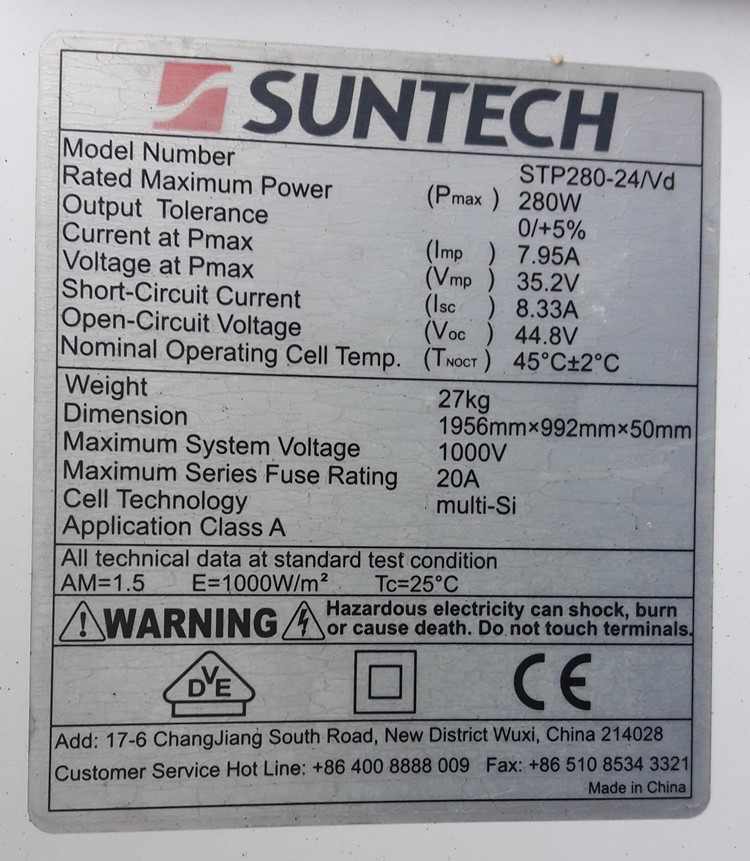 SUNTECH
Model Number STP280-24/Vd
Rated Maximum Power (Pmax ) 280W
Output Tolerance 0/+5%
Current at Pmax (Imp ) 7.95A
Voltage at Pmax (Vmp ) 35.2V
Short-Circuit Current (Isc ) 8.33A
Open-Circuit Voltage (Voc ) 44.8V
Nominal Operating Cell Temp. (TNOCT ) 45°C±2°C
Weight 27kg
Dimension 1956mm×992mm×50mm
Maximum System Voltage 1000V
Maximum Series Fuse Rating 20A
Cell Technology multi-Si
Application Class A
All technical data at standard test condition
AM=1.5 E=1000W/m² Tc=25°C
WARNING Hazardous electricity can shock, burn
or cause death. Do not touch terminals.
DVE CE
Add: 17-6 ChangJiang South Road, New District Wuxi, China 214028
Customer Service Hot Line: +86 400 8888 009 Fax: +86 510 8534 3321
Made in China